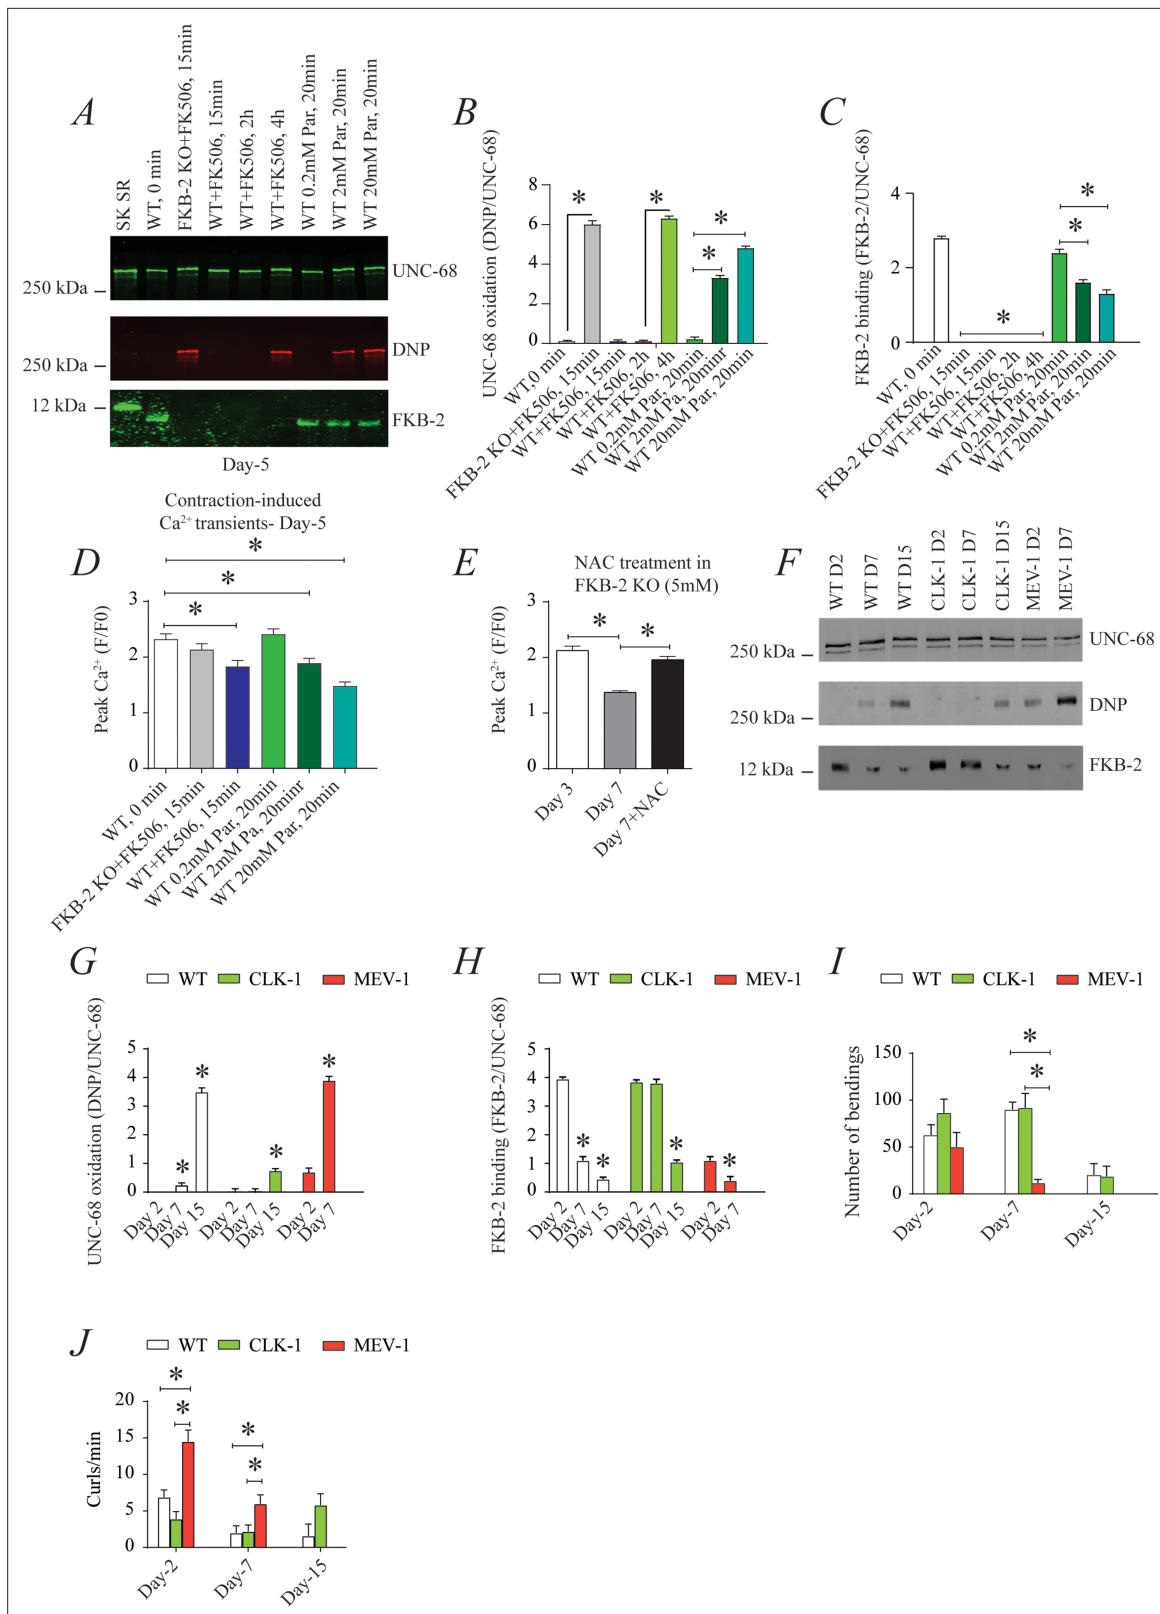 A
SK SR
WT, 0 min
FKB-2 KO+FK506, 15min
WT+FK506, 15min
WT+FK506, 2h
WT+FK506, 4h
WT 0.2mM Par, 20min
WT 2mM Par, 20min
WT 20mM Par, 20min
250 kDa
UNC-68
250 kDa
DNP
12 kDa
FKB-2
Day-5
B
UNC-68 oxidation (DNP/UNC-68)
8
6
4
2
0
*
*
*
*
WT,0 min
FKB-2 KO+FK506, 15min
WT+FK506, 15min
WT+FK506, 2h
WT+FK506, 4h
WT 0.2mM Par, 20min
WT 2mM Pa, 20minr
WT 20mM Par, 20min
C
FKB-2 binding (FKB-2/UNC-68)
4
2
0
*
*
*
WT, 0 min
FKB-2 KO+FK506, 15min
WT+FK506, 15min
WT+FK506, 2h
WT+FK506, 4h
WT 0.2mM Par, 20min
WT 2mM Par, 20min
WT 20mM Par, 20min
Contraction-induced
Ca2+ transients- Day-5
D
Peak Ca2+ (F/F0)
3
2
1
0
*
*
*
WT, 0 min
FKB-2 KO+FK506, 15min
WT+FK506, 15min
WT 0.2mM Par, 20min
WT 2mM Pa, 20minr
WT 20mM Par, 20min
E
NAC treatment in
FKB-2 KO (5mM)
Peak Ca2+ (F/F0)
3
2
1
0
*
*
Day 3
Day 7
Day 7+NAC
F
WT D2
WT D7
WT D15
CLK-1 D2
CLK-1 D7
CLK-1 D15
MEV-1 D2
MEV-1 D7
250 kDa
UNC-68
250 kDa
DNP
12 kDa
FKB-2
G
WT CLK-1 MEV-1
UNC-68 oxidation (DNP/UNC-68)
5
4
3
2
1
0
*
*
*
*
Day 2
Day 7
Day 15
Day 2
Day 7
Day 15
Day 2
Day 7
H
WT CLK-1 MEV-1
FKB-2 binding (FKB-2/UNC-68)
5
4
3
2
1
0
*
*
*
*
Day 2
Day 7
Day 15
Day 2
Day 7
Day 15
Day 2
Day 7
I
WT CLK-1 MEV-1
Number of bendings
150
100
50
0
*
*
Day-2
Day-7
Day-15
J
WT CLK-1 MEV-1
Curls/min
20
15
10
5
0
*
*
*
*
Day-2
Day-7
Day-15